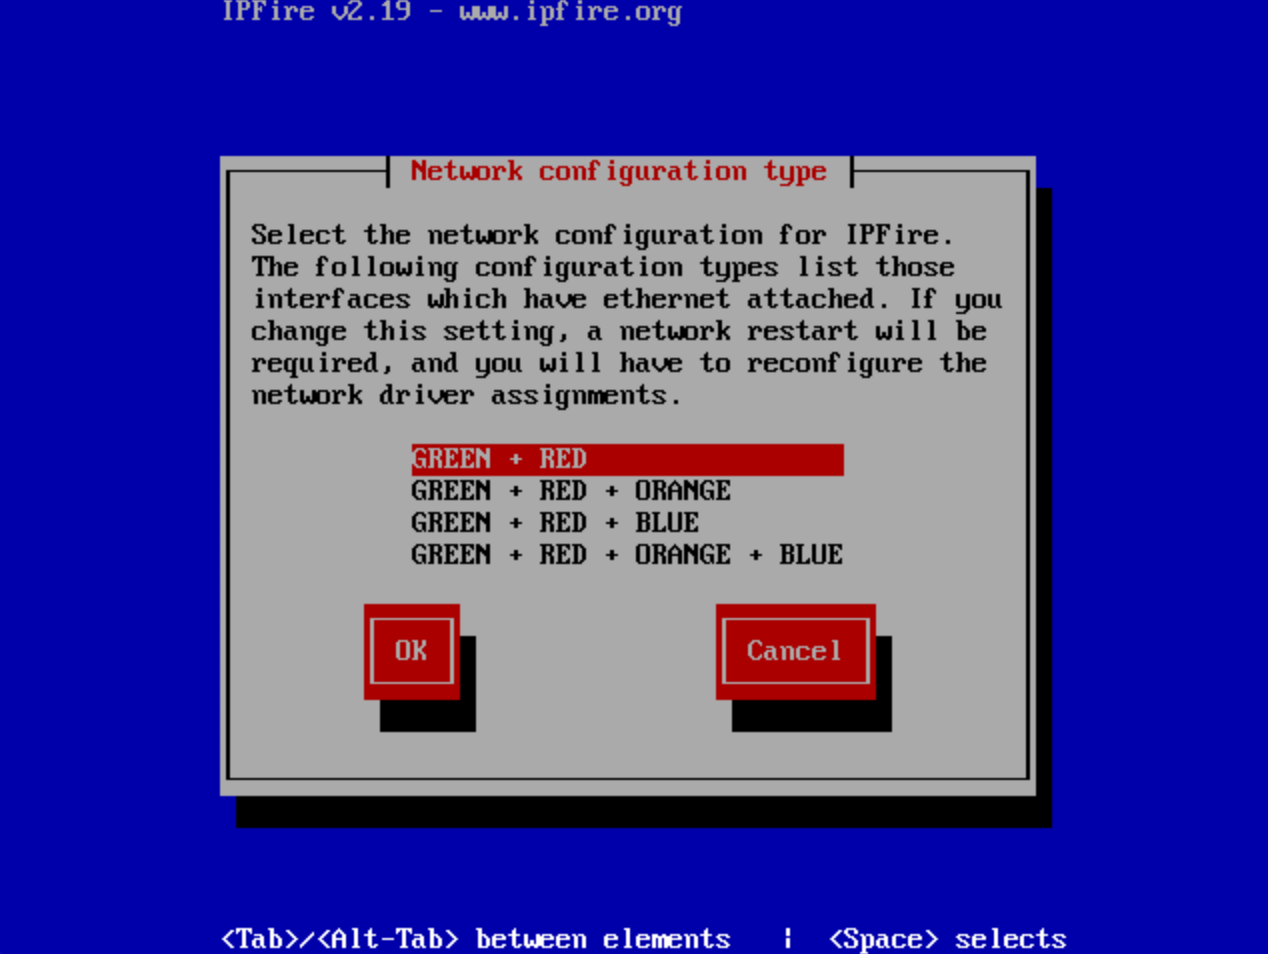 IPFire v2.19 - www.ipfire.org
Network configuration type
Select the network configuration for IPFire.
The following configuration types list those
interfaces which have ethernet attached. If you
change this setting, a network restart will be
required, and you will have to reconfigure the
network driver assignments.
GREEN + RED
GREEN + RED + ORANGE
GREEN + RED + BLUE
GREEN + RED + ORANGE + BLUE
OK Cancel
<Tab>/<Alt-Tab> between elements | <Space> selects